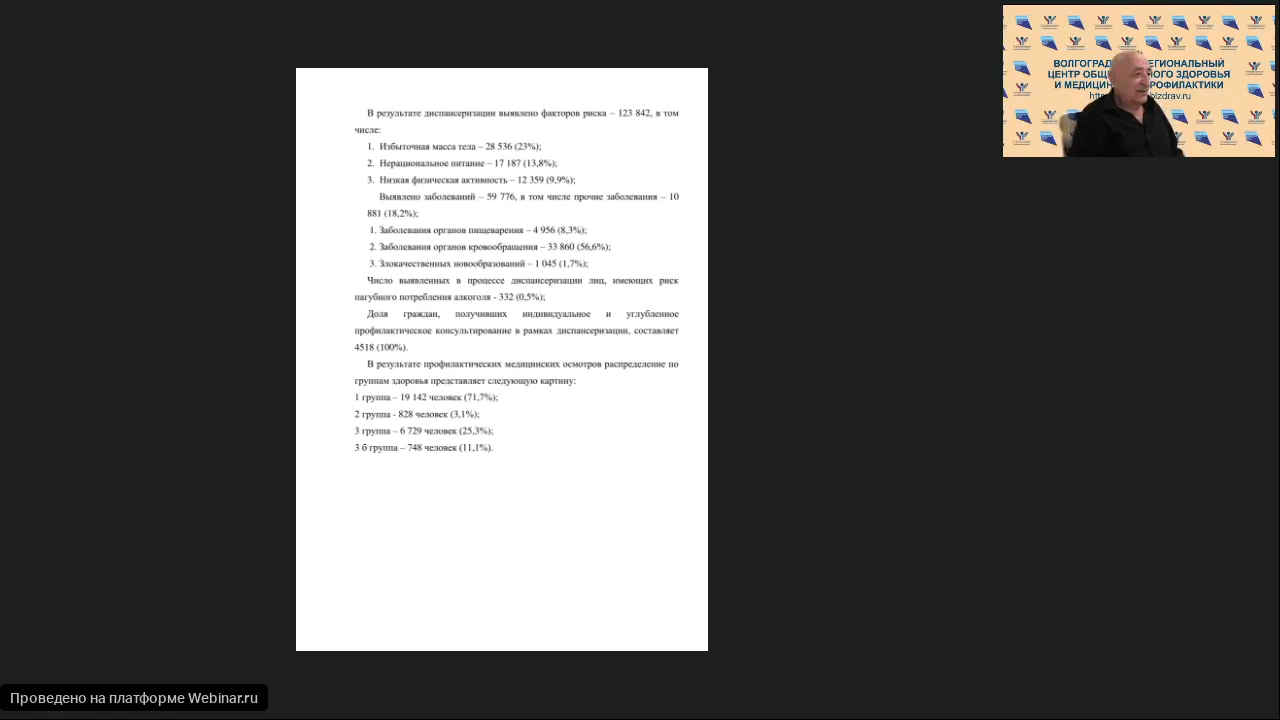 В результате диспансеризации выявлено факторов риска – 123 842, в том
числе:
1. Избыточная масса тела – 28 536 (23%);
2. Нерациональное питание – 17 187 (13,8%);
3. Низкая физическая активность – 12 359 (9,9%);
Выявлено заболеваний – 59 776, в том числе прочие заболевания – 10
881 (18,2%);
1. Заболевания органов пищеварения – 4 956 (8,3%);
2. Заболевания органов кровообращения – 33 860 (56,6%);
3. Злокачественных новообразований – 1 045 (1,7%);
Число выявленных в процессе диспансеризации лиц, имеющих риск
пагубного потребления алкоголя - 332 (0,5%);
Доля граждан, получивших индивидуальное и углубленное
профилактическое консультирование в рамках диспансеризации, составляет
4518 (100%).
В результате профилактических медицинских осмотров распределение по
группам здоровья представляет следующую картину:
1 группа – 19 142 человек (71,7%);
2 группа - 828 человек (3,1%);
3 группа – 6 729 человек (25,3%);
3 б группа – 748 человек (11,1%).
ВОЛГОГРАД ЕГИОНАЛЬНЫЙ
ЦЕНТР ОБЩ НОГО ЗДОРОВЬЯ
И МЕДИЦИН РОФИЛАКТИКИ
Проведено на платформе Webinar.ru